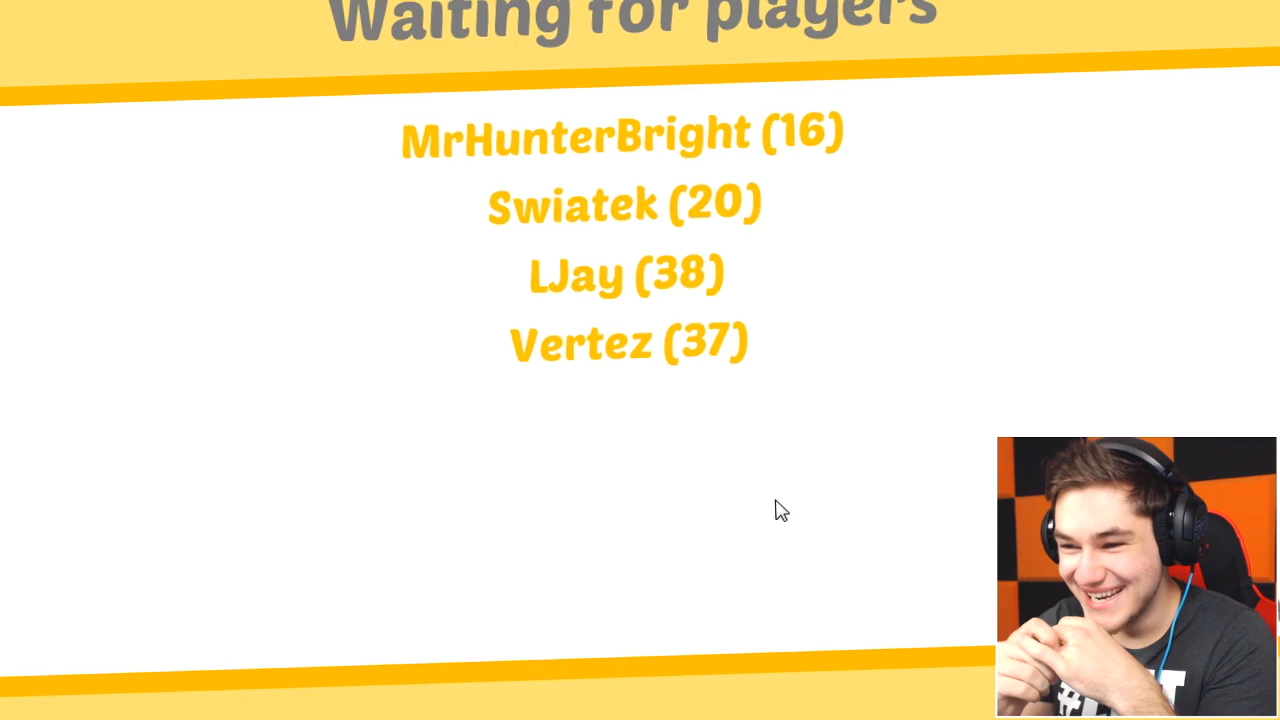 Waiting for players
MrHunterBright (16)
Swiatek (20)
LJay (38)
Vertez (37)